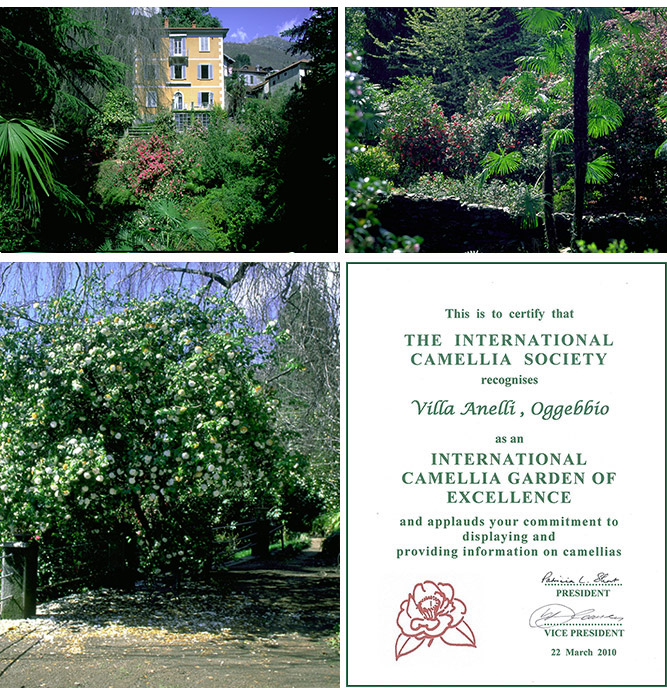 This is to certify that
THE INTERNATIONAL
CAMELLIA SOCIETY
recognises
Villa Anelli , Oggebbio
as an
INTERNATIONAL
CAMELLIA GARDEN OF
EXCELLENCE
and applauds your commitment to
displaying and
providing information on camellias
Patricia L. Short
PRESIDENT
VICE PRESIDENT
22 March 2010